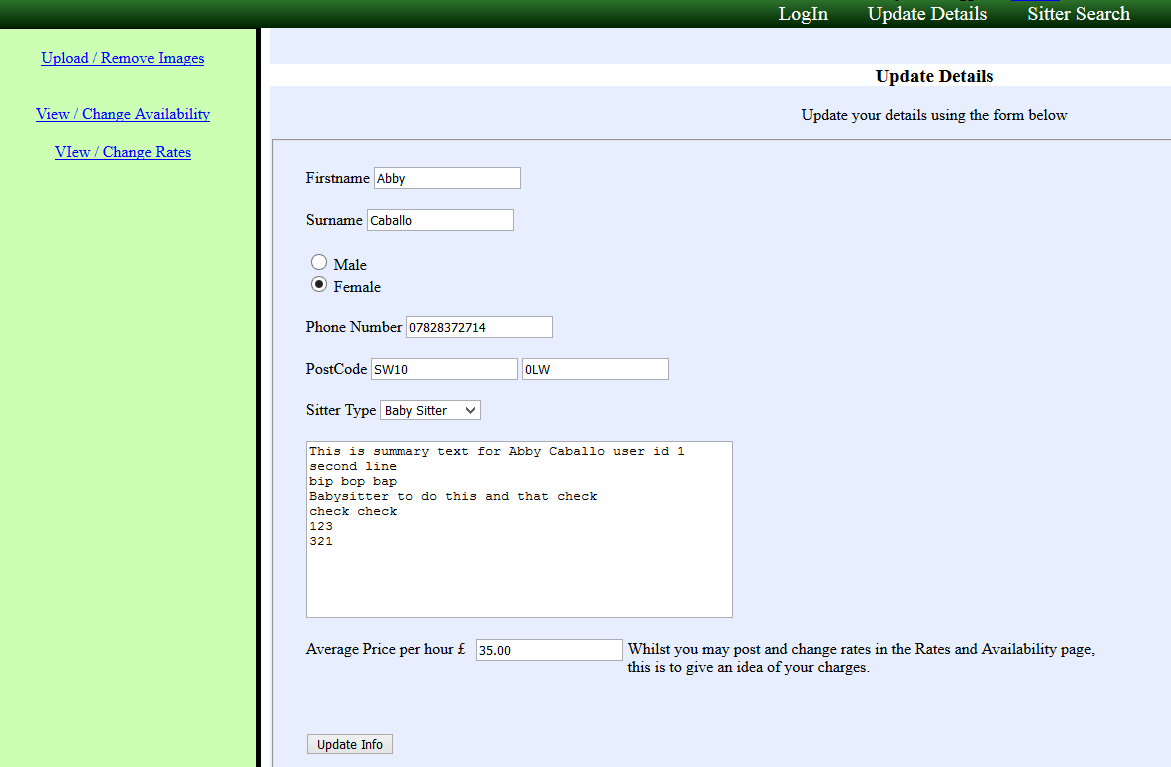 LogIn Update Details Sitter Search
Upload / Remove Images
View / Change Availability
VIew / Change Rates
Update Details
Update your details using the form below
Firstname Abby
Surname Caballo
Male
Female
Phone Number 07828372714
PostCode SW10 0LW
Sitter Type Baby Sitter
This is summary text for Abby Caballo user id 1
second line
bip bop bap
Babysitter to do this and that check
check check
123
321
Average Price per hour £ 35.00 Whilst you may post and change rates in the Rates and Availability page,
this is to give an idea of your charges.
Update Info